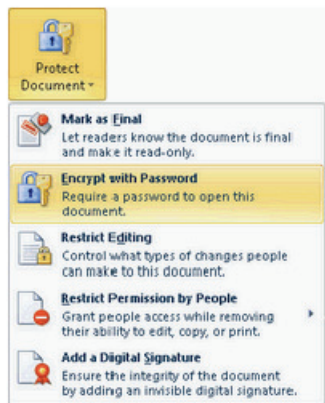 Protect
Document
Mark as Final
Let readers know the document is final
and make it read-only.
Encrypt with Password
Require a password to open this
document.
Restrict Editing
Control what types of changes people
can make to this document.
Restrict Permission by People
Grant people access while removing
their ability to edit, copy, or print.
Add a Digital Signature
Ensure the integrity of the document
by adding an invisible digital signature.